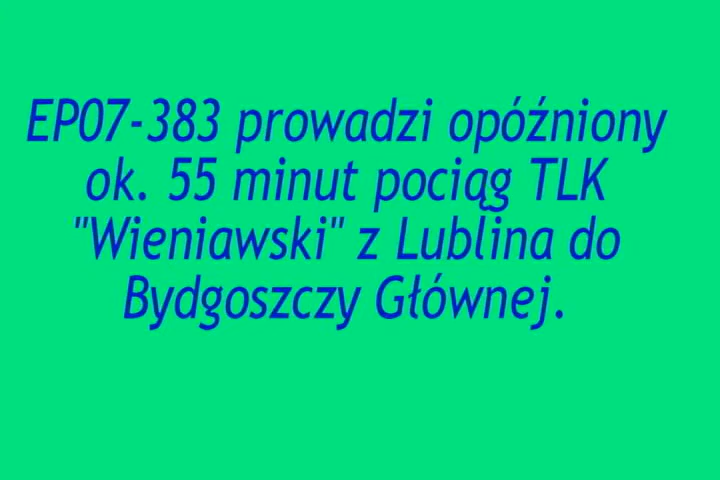 EP07-383 prowadzi opóźniony
ok. 55 minut pociąg TLK
"Wieniawski" z Lublina do
Bydgoszczy Głównej.